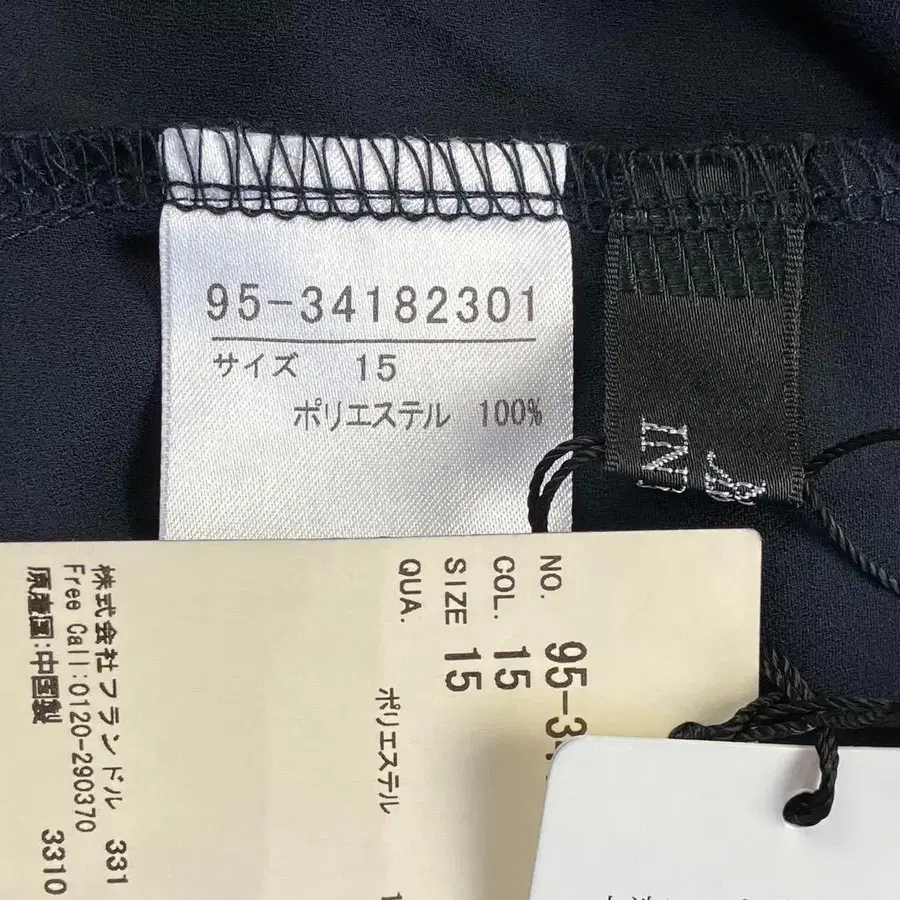 95-34182301
サイズ 15
ポリエステル 100%
NI
NO. 95-3
COL. 15
SIZE 15
QUA.
ポリエステル 1
株式会社フランドル 331
Free Call:0120-290370
原産国:中国製 3310